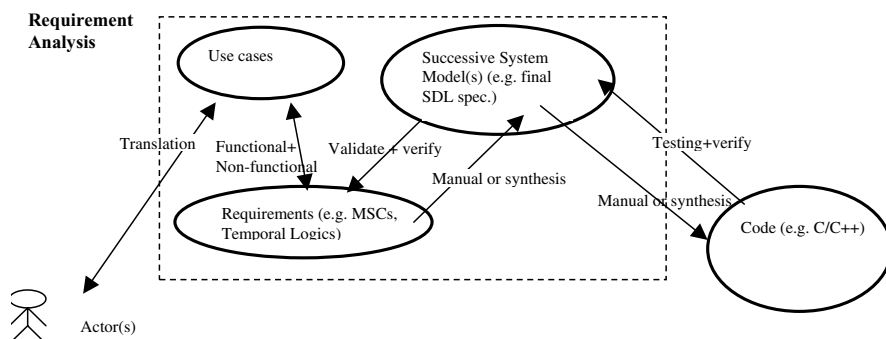 Requirement
Analysis
Use cases
Successive System
Model(s) (e.g. final
SDL spec.)
Translation
Functional+
Non-functional
Validate + verify
Testing+verify
Manual or synthesis
Manual or synthesis
Requirements (e.g. MSCs,
Temporal Logics)
Code (e.g. C/C++)
Actor(s)